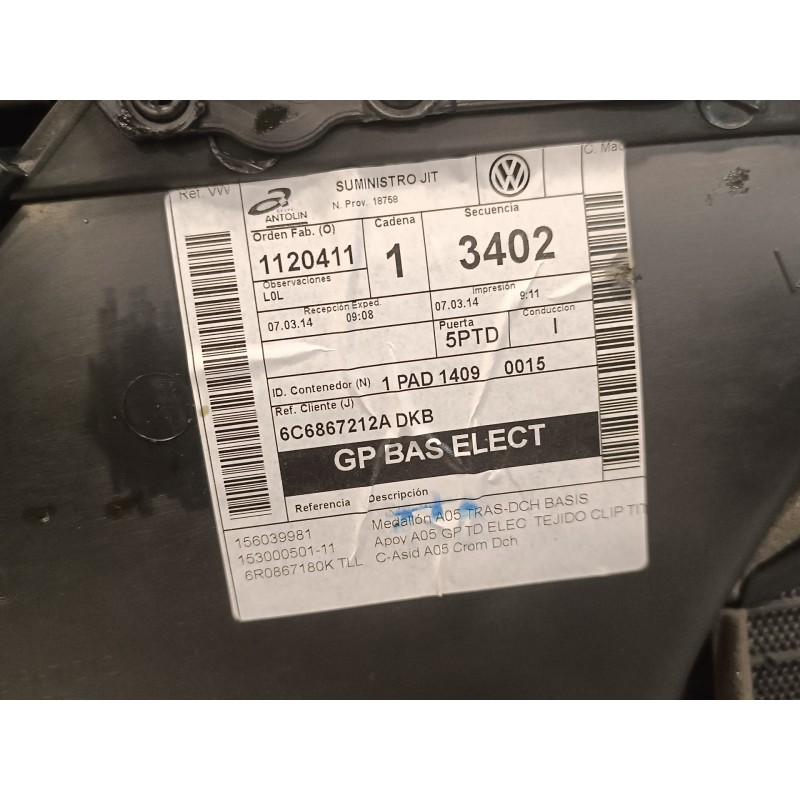 Ref. VW
ANTOLIN
SUMINISTRO JIT
N. Prov. 18758
Orden Fab. (O)
1120411
Cadena
1
Secuencia
3402
Observaciones
L0L
Recepción Exped.
07.03.14 09:08
Impresión
07.03.14 9:11
Puerta
5PTD
Conduccion
I
ID. Contenedor (N) 1 PAD 1409 0015
Ref. Cliente (J)
6C6867212A DKB
GP BAS ELECT
Referencia Descripción
156039981 Medallón A05 TRAS-DCH BASIS
153000501-11 Apov A05 GP TD ELEC TEJIDO CLIP TIT
6R0867180K TLL C-Asid A05 Crom Dch